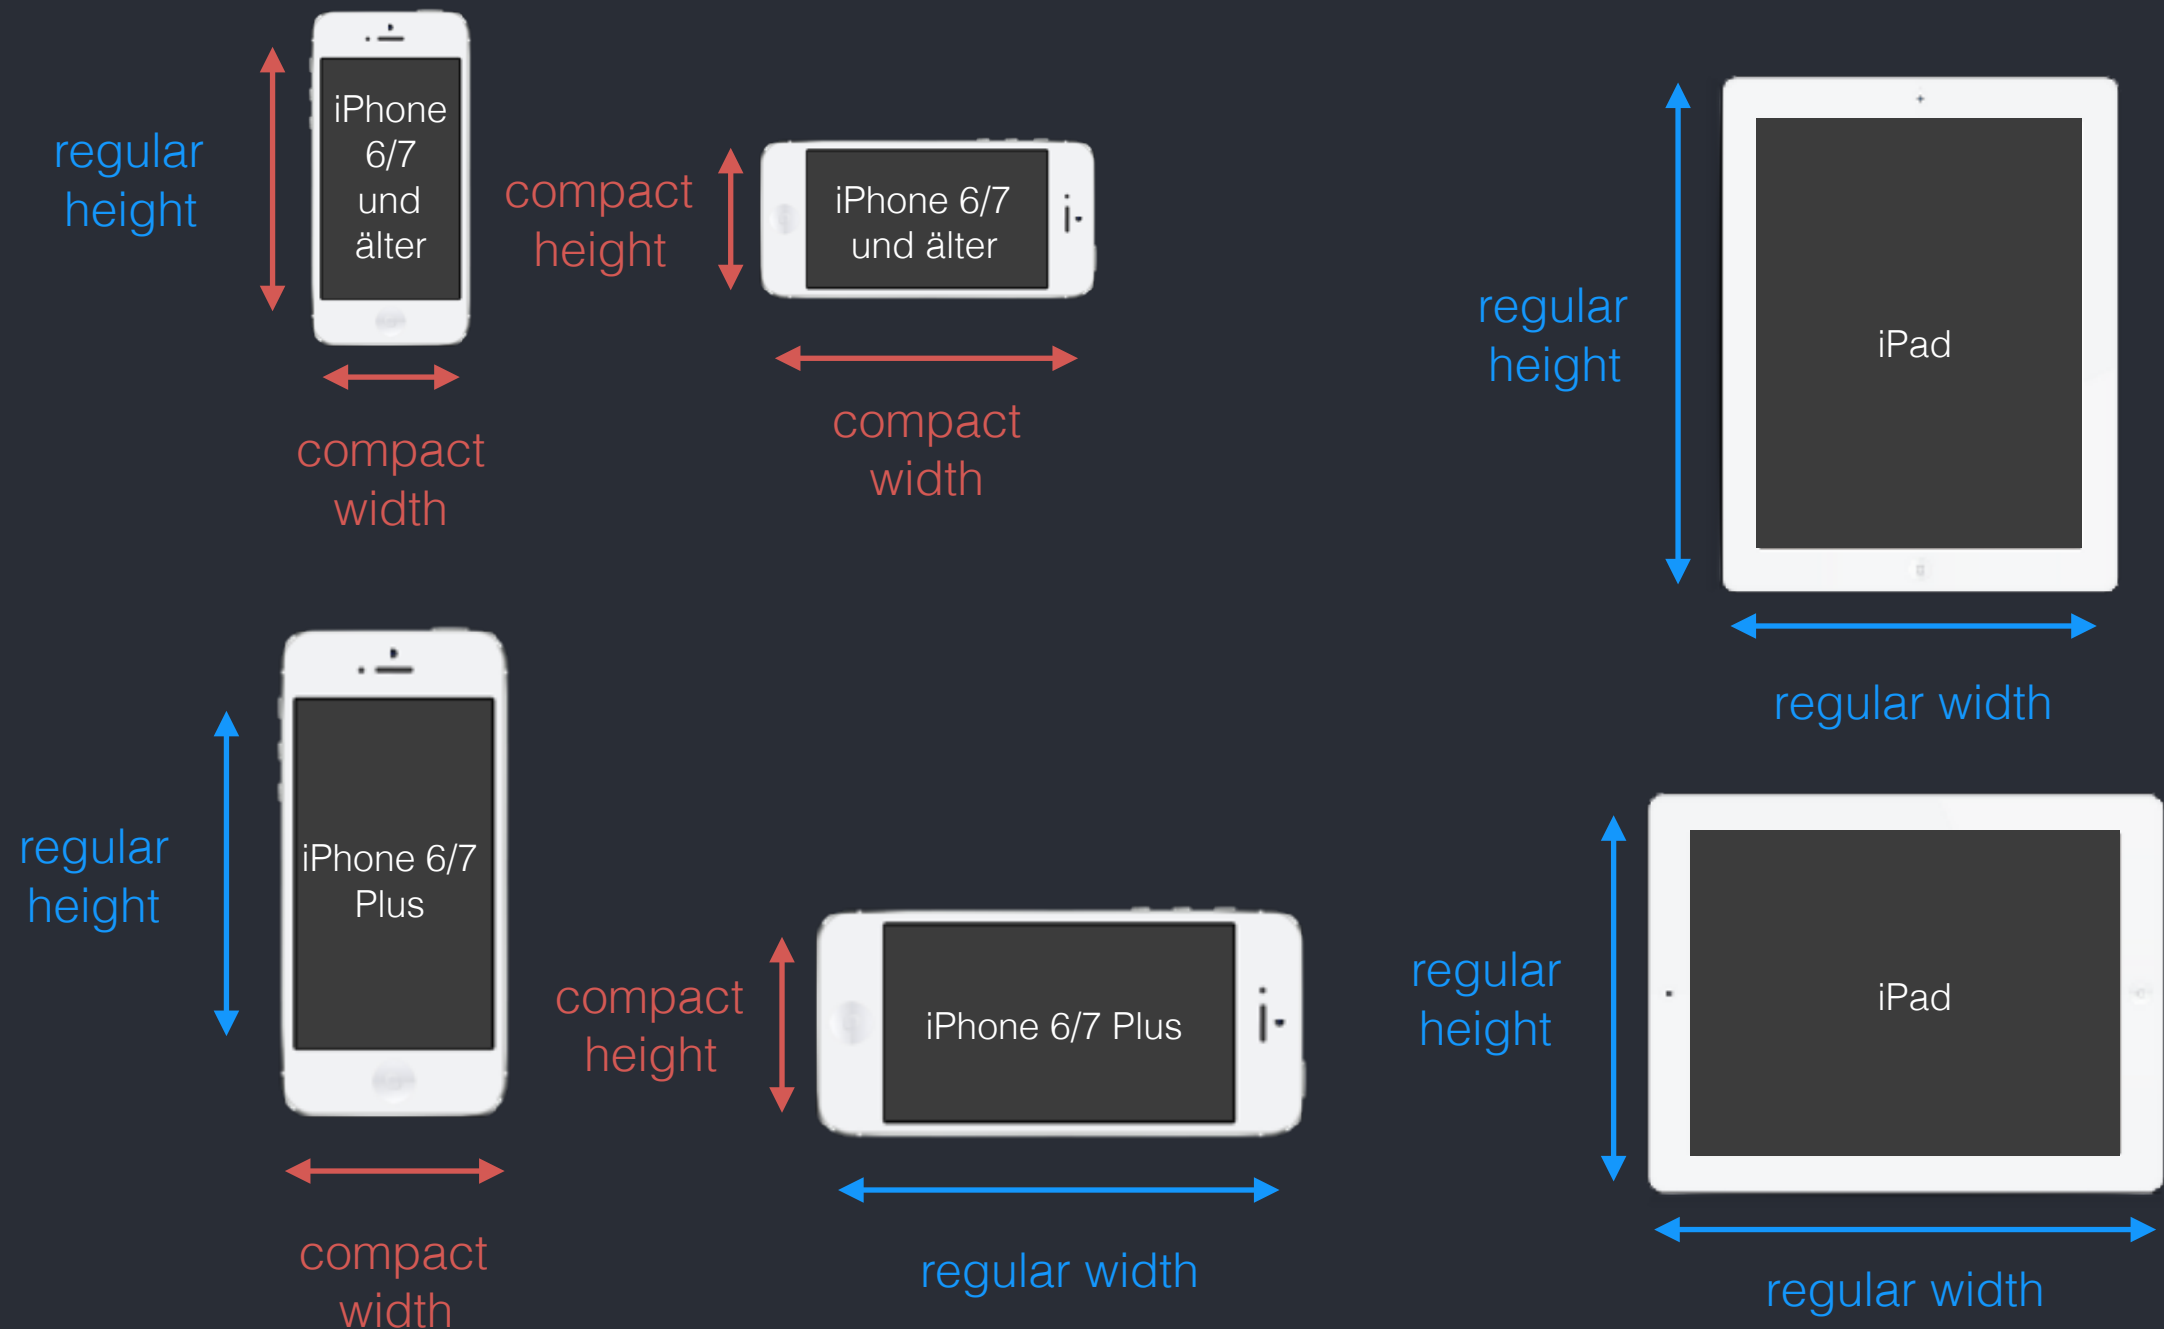 regular
height
iPhone
6/7
und
älter
compact
width
compact
height
iPhone 6/7
und älter
compact
width
regular
height
iPad
regular width
regular
height
iPhone 6/7
Plus
compact
width
compact
height
iPhone 6/7 Plus
regular width
regular
height
iPad
regular width